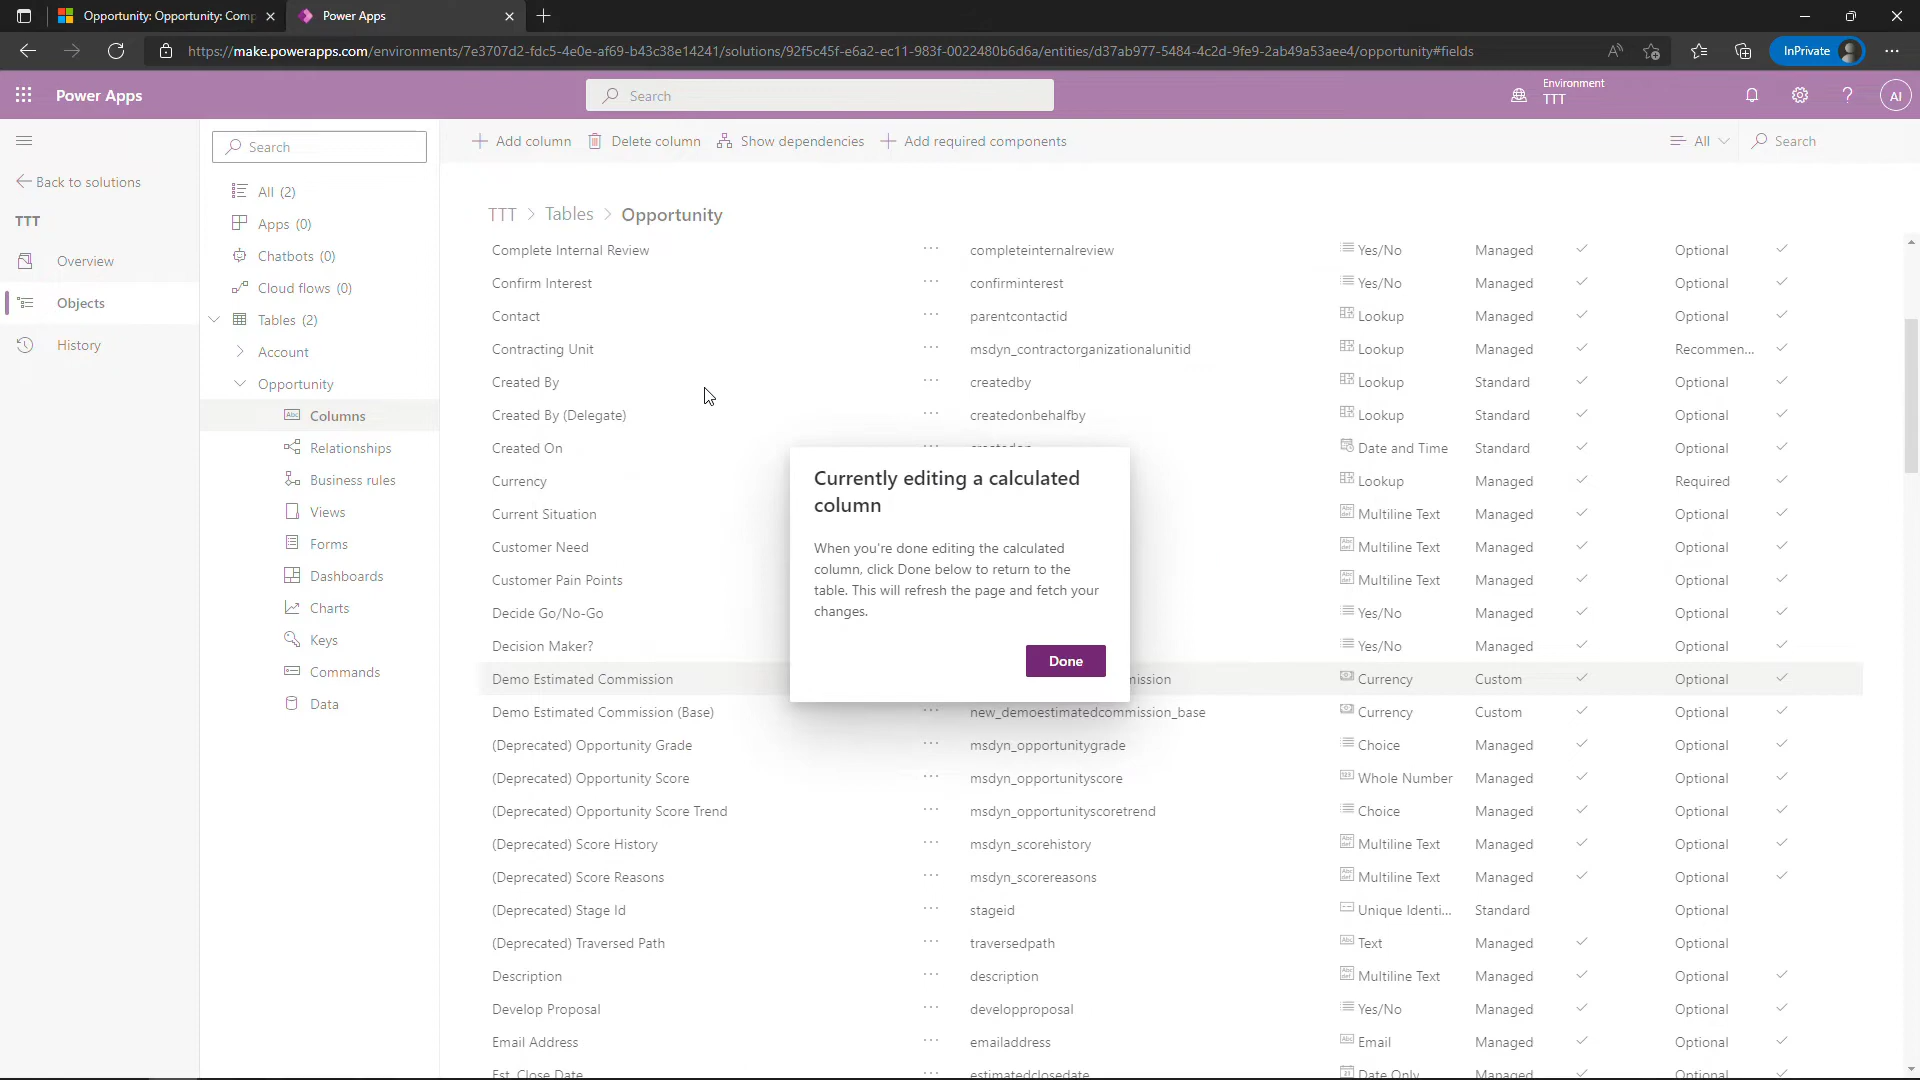 Opportunity: Opportunity: Comp
Power Apps
https://make.powerapps.com/environments/7e3707d2-fdc5-4e0e-af69-b43c38e14241/solutions/92f5c45f-e6a2-ec11-983f-0022480b6d6a/entities/d37ab977-5484-4c2d-9fe9-2ab49a53aee4/opportunity#fields
InPrivate
Power Apps
Search
Environment
TTT
AI
Back to solutions
TTT
Overview
Objects
History
Search
All (2)
Apps (0)
Chatbots (0)
Cloud flows (0)
Tables (2)
Account
Opportunity
Columns
Relationships
Business rules
Views
Forms
Dashboards
Charts
Keys
Commands
Data
Add column Delete column Show dependencies Add required components All Search
TTT > Tables > Opportunity
Complete Internal Review ··· completeinternalreview Yes/No Managed Optional
Confirm Interest ··· confirminterest Yes/No Managed Optional
Contact ··· parentcontactid Lookup Managed Optional
Contracting Unit ··· msdyn_contractorganizationalunitid Lookup Managed Recommen...
Created By ··· createdby Lookup Standard Optional
Created By (Delegate) ··· createdonbehalfby Lookup Standard Optional
Created On Date and Time Standard Optional
Currency Lookup Managed Required
Current Situation Multiline Text Managed Optional
Customer Need Multiline Text Managed Optional
Customer Pain Points Multiline Text Managed Optional
Decide Go/No-Go Yes/No Managed Optional
Decision Maker? Yes/No Managed Optional
Demo Estimated Commission mission Currency Custom Optional
Demo Estimated Commission (Base) ··· new_demoestimatedcommission_base Currency Custom Optional
(Deprecated) Opportunity Grade ··· msdyn_opportunitygrade Choice Managed Optional
(Deprecated) Opportunity Score ··· msdyn_opportunityscore Whole Number Managed Optional
(Deprecated) Opportunity Score Trend ··· msdyn_opportunityscoretrend Choice Managed Optional
(Deprecated) Score History ··· msdyn_scorehistory Multiline Text Managed Optional
(Deprecated) Score Reasons ··· msdyn_scorereasons Multiline Text Managed Optional
(Deprecated) Stage Id ··· stageid Unique Identi... Standard Optional
(Deprecated) Traversed Path ··· traversedpath Text Managed Optional
Description ··· description Multiline Text Managed Optional
Develop Proposal ··· developproposal Yes/No Managed Optional
Email Address ··· emailaddress Email Managed Optional
Est. Close Date ··· estimatedclosedate Date Only Managed Optional
Currently editing a calculated
column
When you're done editing the calculated
column, click Done below to return to the
table. This will refresh the page and fetch your
changes.
Done